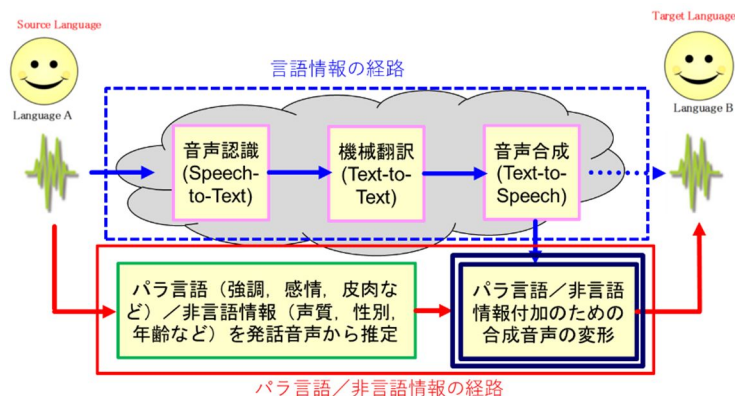 Source Language
Target Language
言語情報の経路
Language A
Language B
音声認識
(Speech-
to-Text)
機械翻訳
(Text-to-
Text)
音声合成
(Text-to-
Speech)
パラ言語（強調，感情，皮肉な
ど）／非言語情報（声質，性別，
年齢など）を発話音声から推定
パラ言語／非言語
情報付加のための
合成音声の変形
パラ言語／非言語情報の経路